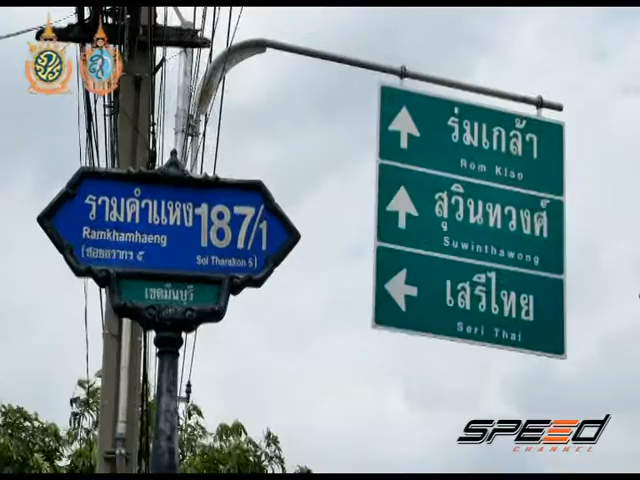 รามคำแหง 187/1
Ramkhamhaeng
(ซอยธรากร ๕ Soi Tharakon 5)
เขตมีนบุรี
ร่มเกล้า
Rom Klao
สุวินทวงศ์
Suwinthawong
เสรีไทย
Seri Thai
SPEED
CHANNEL